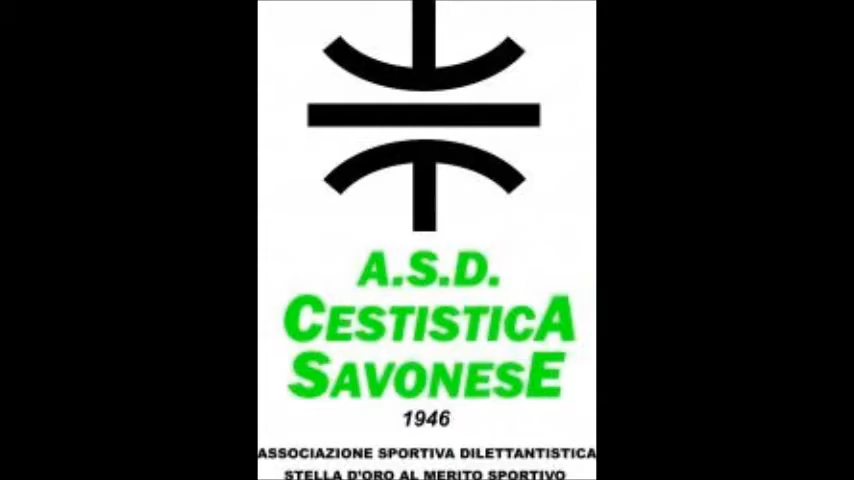 A.S.D.
CESTISTICA
SAVONESE
1946
ASSOCIAZIONE SPORTIVA DILETTANTISTICA
STELLA D'ORO AL MERITO SPORTIVO